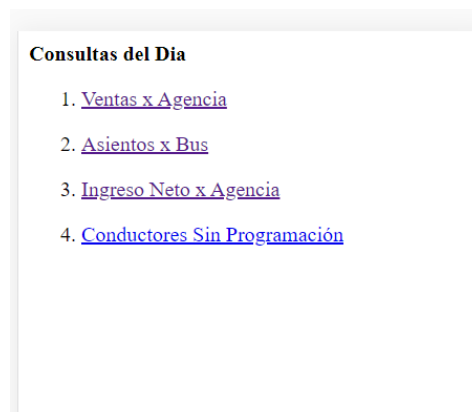 Consultas del Dia
1. Ventas x Agencia
2. Asientos x Bus
3. Ingreso Neto x Agencia
4. Conductores Sin Programación